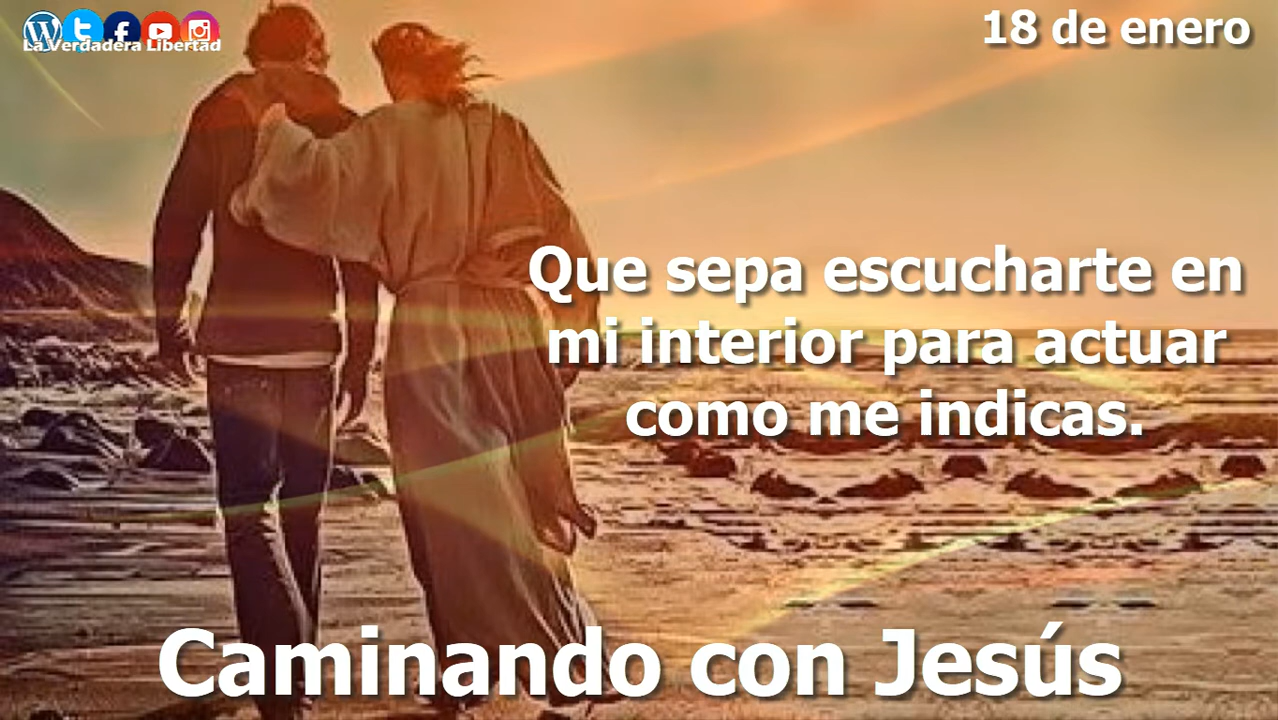 La Verdadera Libertad
18 de enero
Que sepa escucharte en
mi interior para actuar
como me indicas.
Caminando con Jesús